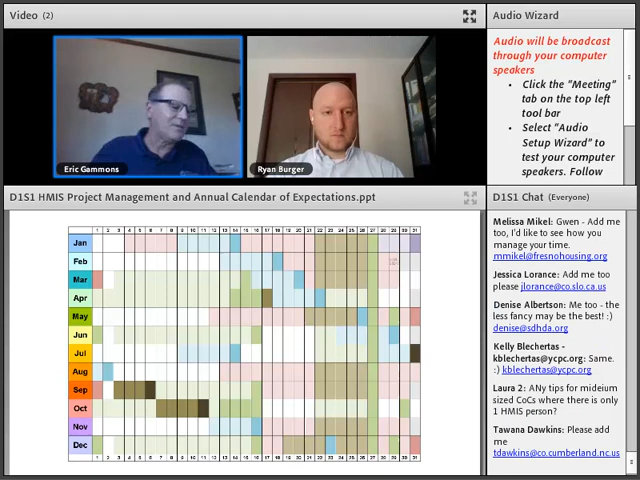 Video (2)
Eric Gammons
Ryan Burger
Audio Wizard
Audio will be broadcast
through your computer
speakers
• Click the "Meeting"
tab on the top left
tool bar
• Select "Audio
Setup Wizard" to
test your computer
speakers. Follow
D1S1 HMIS Project Management and Annual Calendar of Expectations.ppt
1 2 3 4 5 6 7 8 9 10 11 12 13 14 15 16 17 18 19 20 21 22 23 24 25 26 27 28 29 30 31
Jan
Feb
Mar
Apr
May
Jun
Jul
Aug
Sep
Oct
Nov
Dec
1 2 3 4 5 6 7 8 9 10 11 12 13 14 15 16 17 18 19 20 21 22 23 24 25 26 27 28 29 30 31
D1S1 Chat (Everyone)
Melissa Mikel: Gwen - Add me
too, I'd like to see how you
manage your time.
mmikel@fresnohousing.org
Jessica Lorance: Add me too
please jlorance@co.slo.ca.us
Denise Albertson: Me too - the
less fancy may be the best! :)
denise@sdhda.org
Kelly Blechertas -
kblechertas@ycpc.org: Same.
:) kblechertas@ycpc.org
Laura 2: ANy tips for mideium
sized CoCs where there is only
1 HMIS person?
Tawana Dawkins: Please add
me
tdawkins@co.cumberland.nc.us